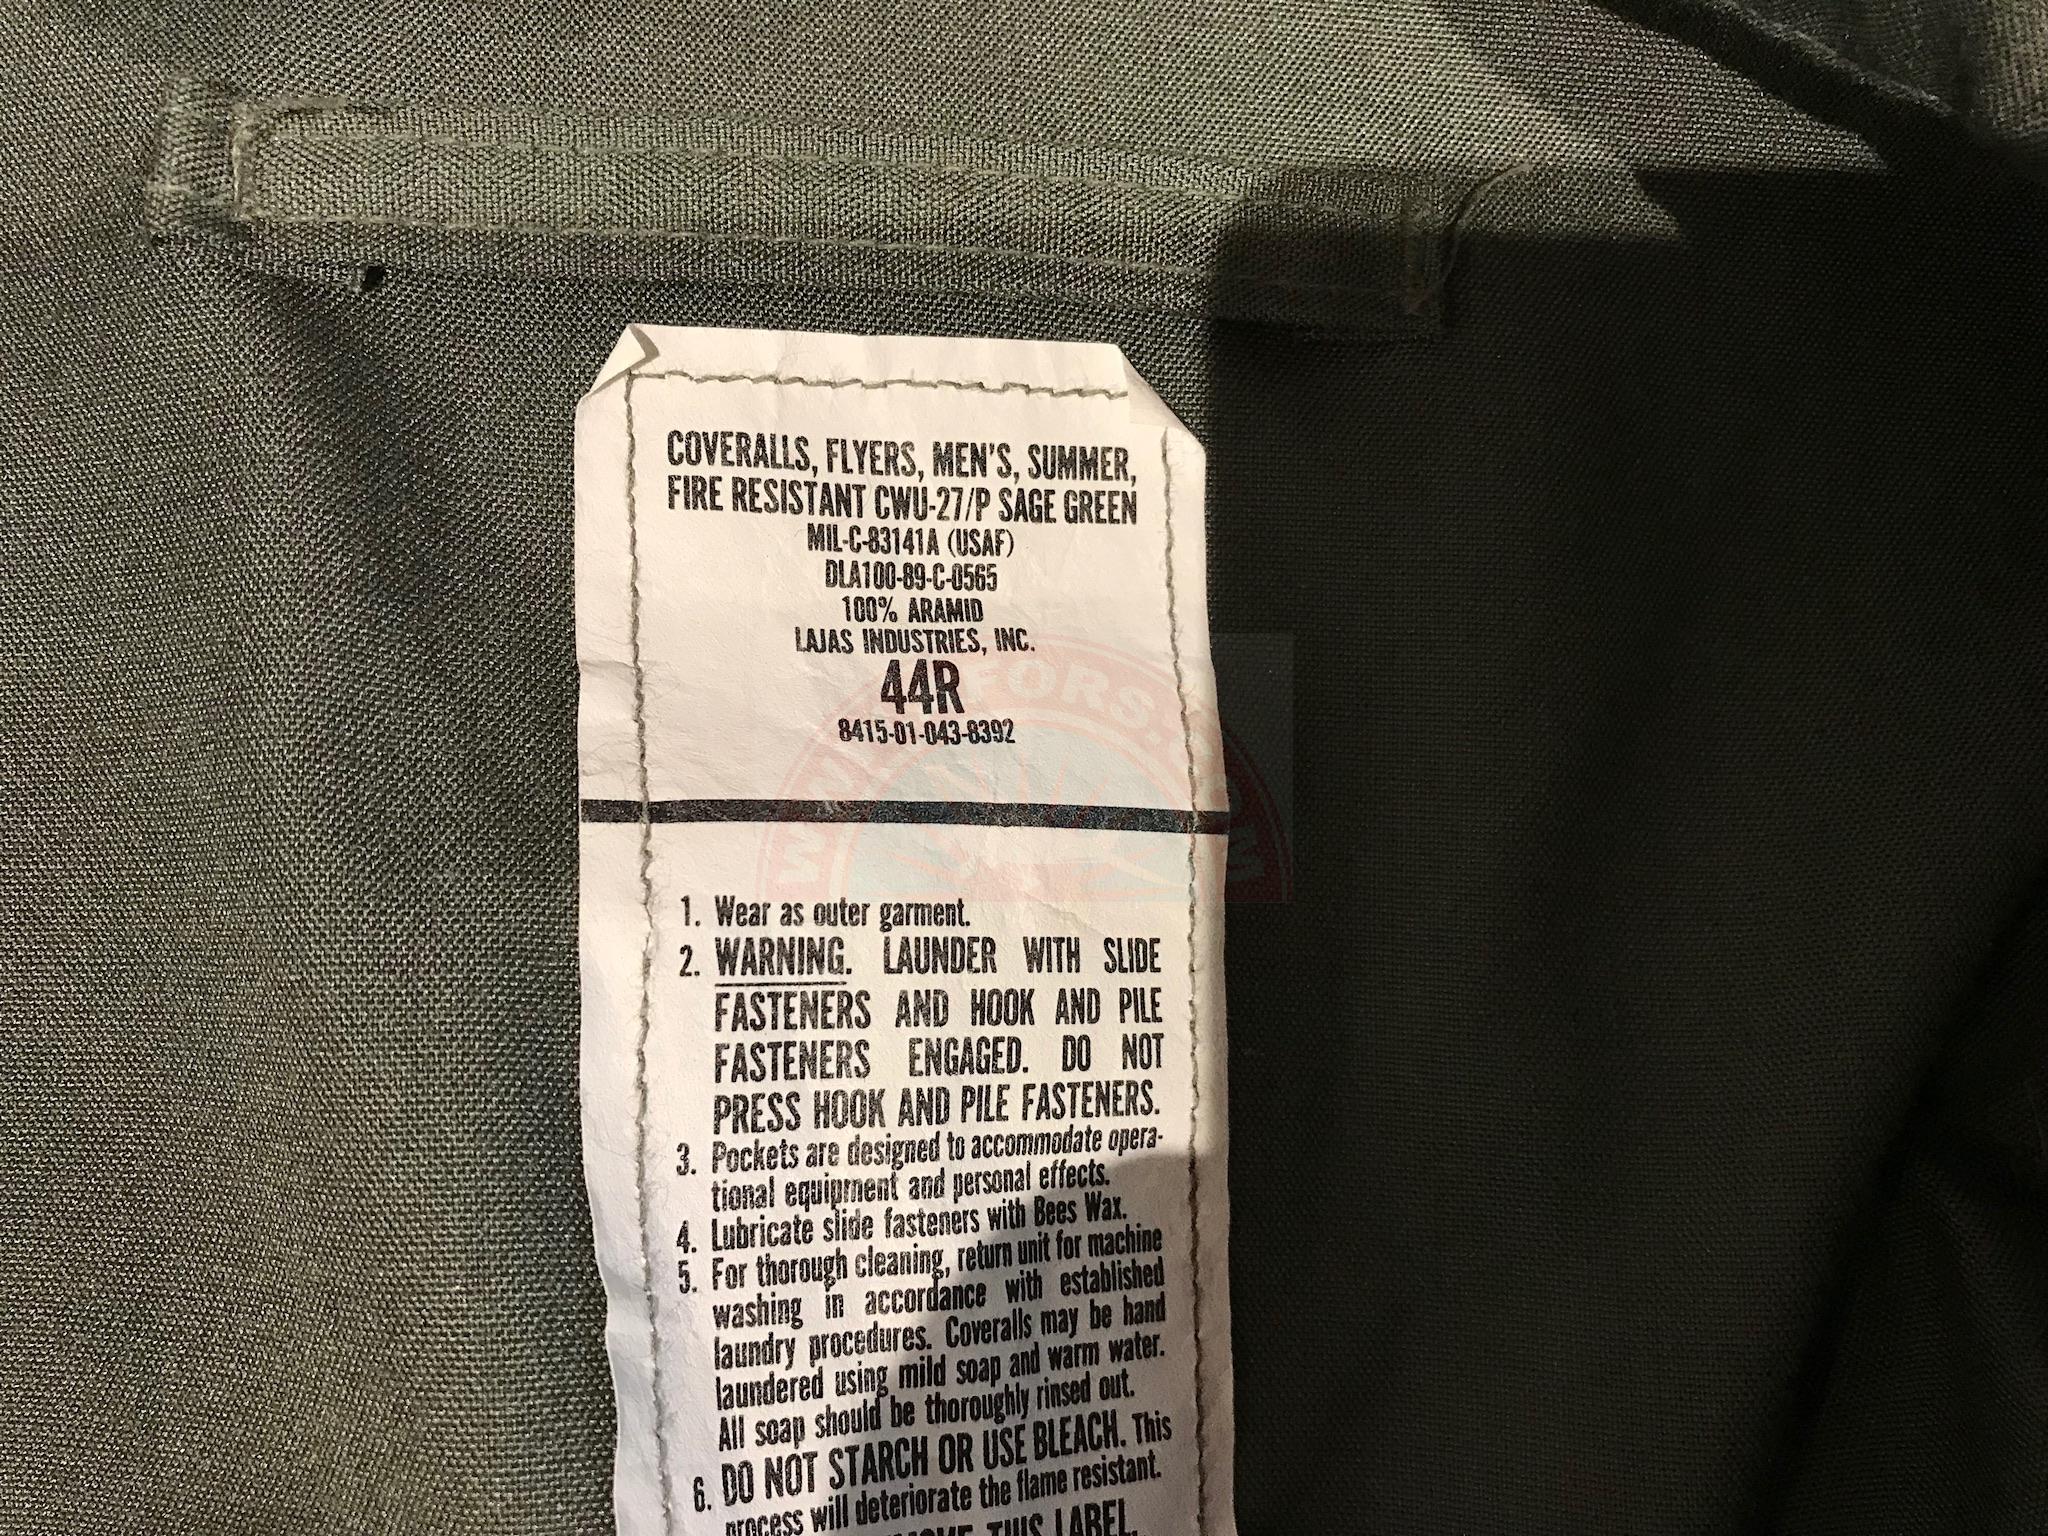 COVERALLS, FLYERS, MEN'S, SUMMER,
FIRE RESISTANT CWU-27/P SAGE GREEN
MIL-C-83141A (USAF)
DLA100-89-C-0565
100% ARAMID
LAJAS INDUSTRIES, INC.
44R
8415-01-043-8392
1. Wear as outer garment.
2. WARNING. LAUNDER WITH SLIDE
FASTENERS AND HOOK AND PILE
FASTENERS ENGAGED. DO NOT
PRESS HOOK AND PILE FASTENERS.
3. Pockets are designed to accommodate opera-
tional equipment and personal effects.
4. Lubricate slide fasteners with Bees Wax.
5. For thorough cleaning, return unit for machine
washing in accordance with established
laundry procedures. Coveralls may be hand
laundered using mild soap and warm water.
All soap should be thoroughly rinsed out.
6. DO NOT STARCH OR USE BLEACH. This
process will deteriorate the flame resistant.
THIS LABEL.